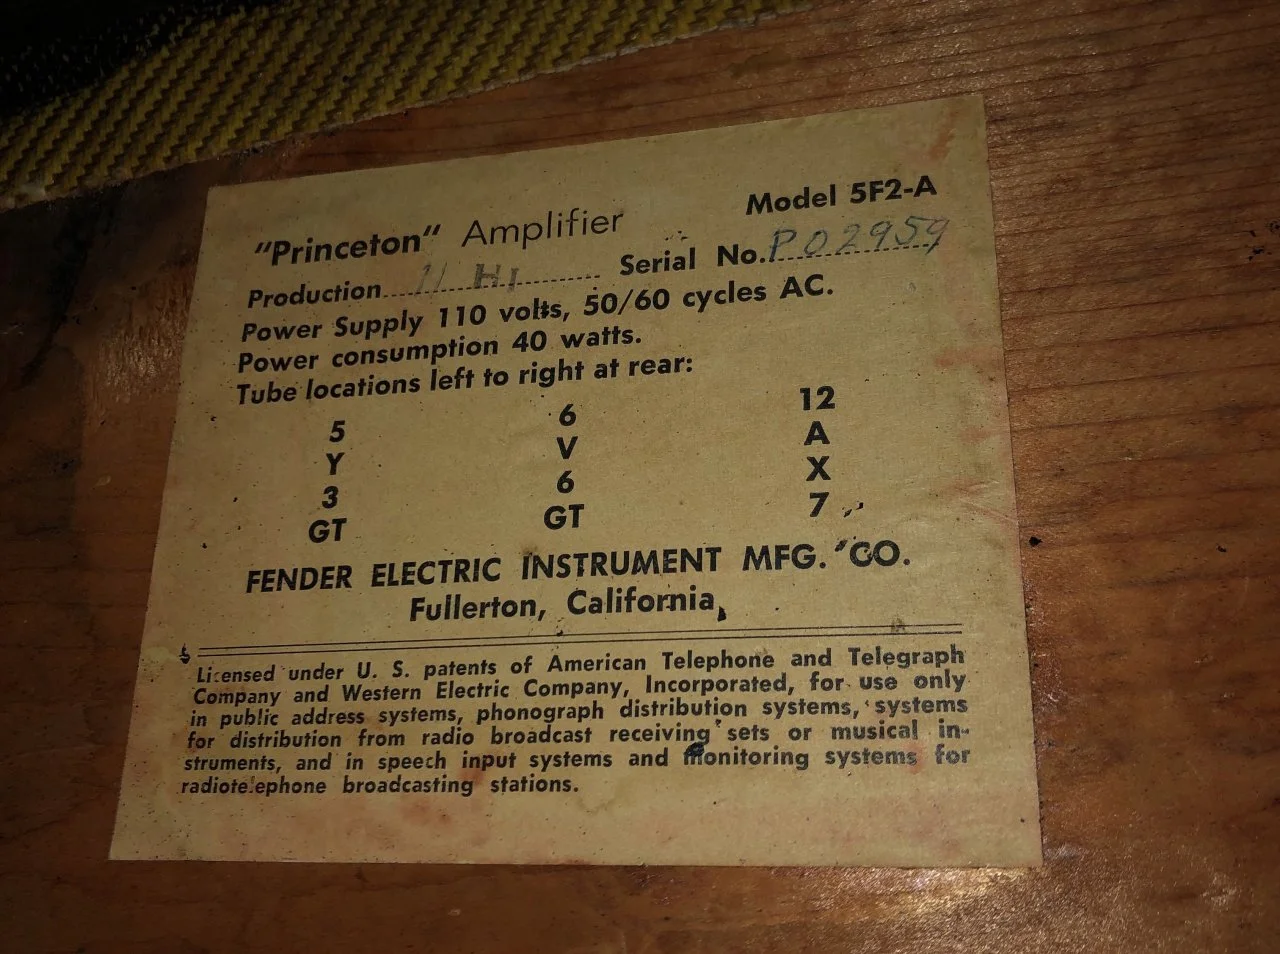 "Princeton" Amplifier Model 5F2-A
Production 11 HI Serial No. P02959
Power Supply 110 volts, 50/60 cycles AC.
Power consumption 40 watts.
Tube locations left to right at rear:
5 6 12
Y V A
3 6 X
GT GT 7
FENDER ELECTRIC INSTRUMENT MFG. CO.
Fullerton, California
Licensed under U. S. patents of American Telephone and Telegraph
Company and Western Electric Company, Incorporated, for use only
in public address systems, phonograph distribution systems, systems
for distribution from radio broadcast receiving sets or musical in-
struments, and in speech input systems and monitoring systems for
radiotelephone broadcasting stations.